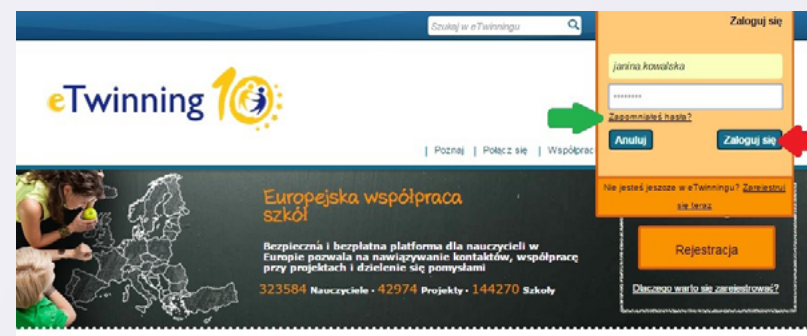 Szukaj w eTwinningu
Zaloguj się
janina.kowalska
********
Zapomniałeś hasła?
Anuluj
Zaloguj się
eTwinning 10
| Poznaj | Połącz się | Współprac
Nie jesteś jeszcze w eTwinningu? Zarejestruj
się teraz
Europejska współpraca
szkół
Bezpieczna i bezpłatna platforma dla nauczycieli w
Europie pozwala na nawiązywanie kontaktów, współpracę
przy projektach i dzielenie się pomysłami
323584 Nauczyciele · 42974 Projekty · 144270 Szkoły
Rejestracja
Dlaczego warto się zarejestrować?